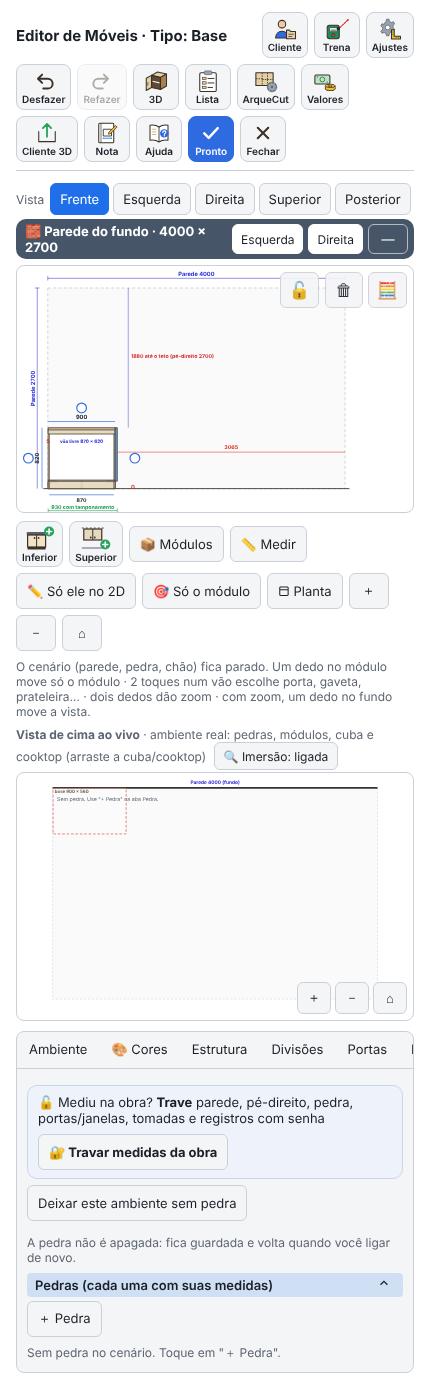 Editor de Móveis · Tipo: Base
Cliente
Trena
Ajustes
Desfazer
Refazer
3D
Lista
ArqueCut
Valores
Cliente 3D
Nota
Ajuda
Pronto
Fechar
Vista
Frente
Esquerda
Direita
Superior
Posterior
🧱 Parede do fundo · 4000 ×
2700
Esquerda
Direita
—
Parede 4000
Parede 2700
1880 até o teto (pé-direito 2700)
900
vão livre 870 × 620
820
3065
0
870
930 com tamponamento
Inferior
Superior
📦 Módulos
📏 Medir
✏️ Só ele no 2D
🎯 Só o módulo
Planta
+
−
⌂
O cenário (parede, pedra, chão) fica parado. Um dedo no módulo
move só o módulo · 2 toques num vão escolhe porta, gaveta,
prateleira... · dois dedos dão zoom · com zoom, um dedo no fundo
move a vista.
Vista de cima ao vivo · ambiente real: pedras, módulos, cuba e
cooktop (arraste a cuba/cooktop)
🔍 Imersão: ligada
Parede 4000 (fundo)
base 900 × 560
Sem pedra. Use "+ Pedra" na aba Pedra.
+
−
⌂
Ambiente
🎨 Cores
Estrutura
Divisões
Portas
🔓 Mediu na obra? Trave parede, pé-direito, pedra,
portas/janelas, tomadas e registros com senha
🔐 Travar medidas da obra
Deixar este ambiente sem pedra
A pedra não é apagada: fica guardada e volta quando você ligar
de novo.
Pedras (cada uma com suas medidas)
+ Pedra
Sem pedra no cenário. Toque em "+ Pedra".